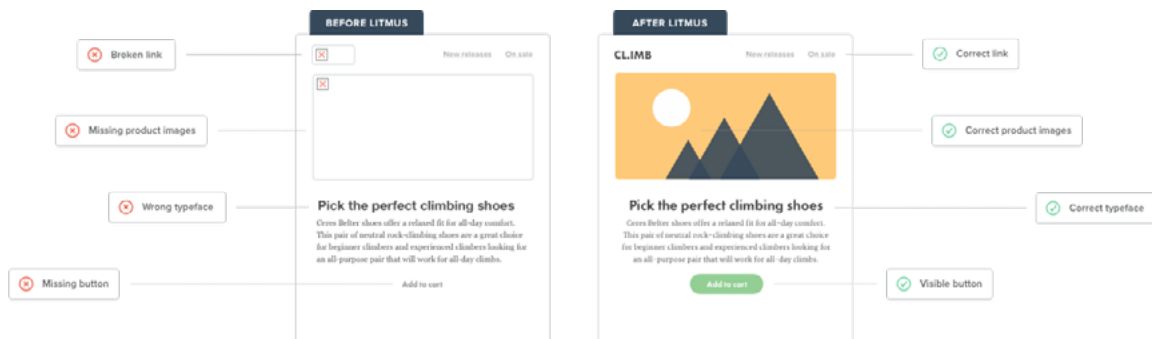 BEFORE LITMUS
Broken link
New releases On sale
Missing product images
Wrong typeface
Pick the perfect climbing shoes
Ceres Belter shoes offer a relaxed fit for all-day comfort.
This pair of neutral rock-climbing shoes are a great choice
for beginner climbers and experienced climbers looking for
an all-purpose pair that will work for all-day climbs.
Missing button
Add to cart
AFTER LITMUS
CL.IMB
New releases On sale
Correct link
Correct product images
Pick the perfect climbing shoes
Correct typeface
Ceres Belter shoes offer a relaxed fit for all-day comfort.
This pair of neutral rock-climbing shoes are a great choice
for beginner climbers and experienced climbers looking for
an all-purpose pair that will work for all-day climbs.
Add to cart
Visible button